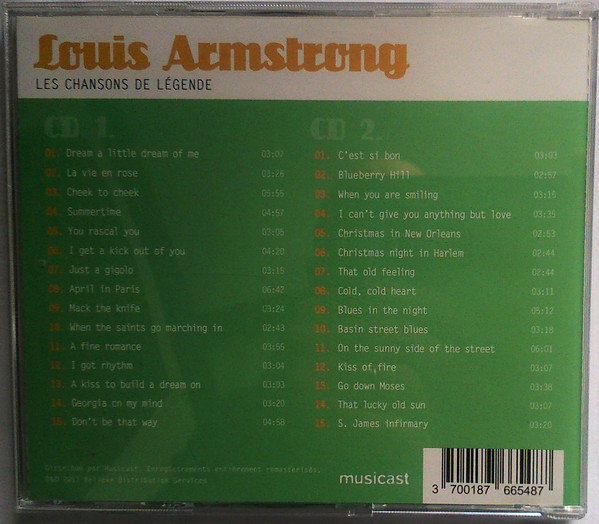 Louis Armstrong
LES CHANSONS DE LÉGENDE
CD 1.
01. Dream a little dream of me 03:07
02. La vie en rose 03:26
03. Cheek to cheek 05:55
04. Summertime 04:57
05. You rascal you 03:05
06. I get a kick out of you 04:20
07. Just a gigolo 03:15
08. April in Paris 06:42
09. Mack the knife 03:24
10. When the saints go marching in 02:43
11. A fine romance 03:55
12. I got rhythm 03:04
13. A kiss to build a dream on 03:03
14. Georgia on my mind 03:20
15. Don't be that way 04:58
CD 2.
01. C'est si bon 03:03
02. Blueberry Hill 02:57
03. When you are smiling 03:15
04. I can't give you anything but love 03:35
05. Christmas in New Orleans 02:53
06. Christmas night in Harlem 02:44
07. That old feeling 02:44
08. Cold, cold heart 03:11
09. Blues in the night 05:12
10. Basin street blues 03:18
11. On the sunny side of the street 06:01
12. Kiss of fire 03:07
13. Go down Moses 03:38
14. That lucky old sun 03:07
15. S. James infirmary 03:20
Distribué par Musicast. Enregistrements entièrement remasterisés.
Believe Distribution Services
musicast
3 700187 665487